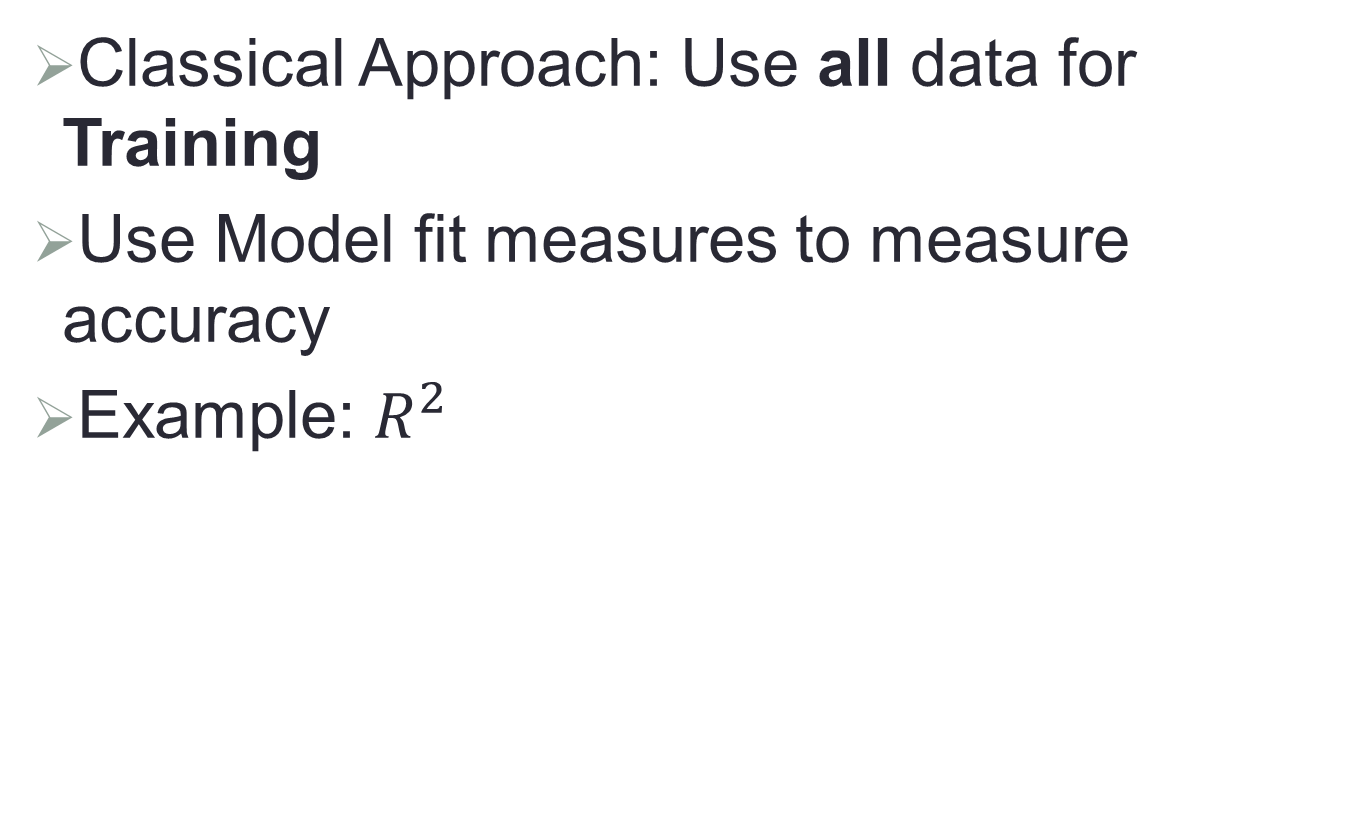 ➢Classical Approach: Use all data for
Training
➢Use Model fit measures to measure
accuracy
➢Example: R²